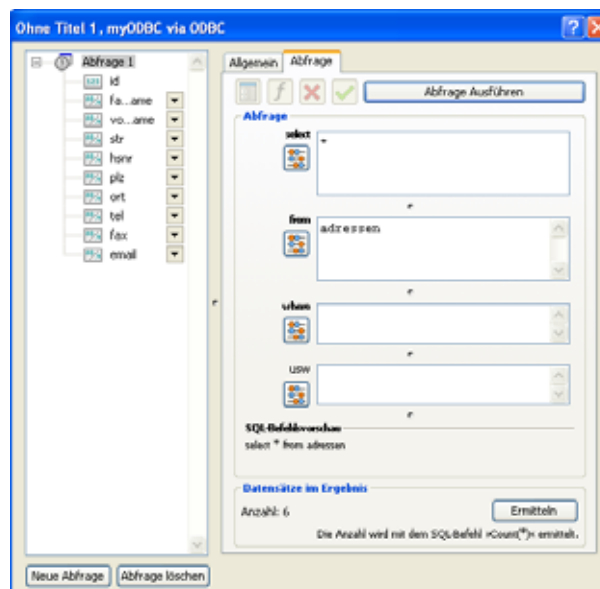 Ohne Titel 1, myODBC via ODBC
Abfrage 1
id
fa...ame
vo...ame
str
hsnr
plz
ort
tel
fax
email
Neue Abfrage
Abfrage löschen
Allgemein
Abfrage
Abfrage Ausführen
Abfrage
select
*
from
adressen
where
usw
SQL-Befehlsvorschau
select * from adressen
Datensätze im Ergebnis
Anzahl: 6
Ermitteln
Die Anzahl wird mit dem SQL-Befehl »Count(*)« ermittelt.